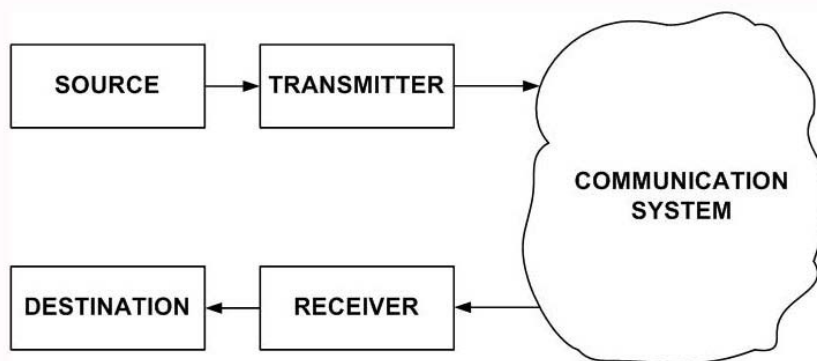 SOURCE
TRANSMITTER
COMMUNICATION
SYSTEM
DESTINATION
RECEIVER